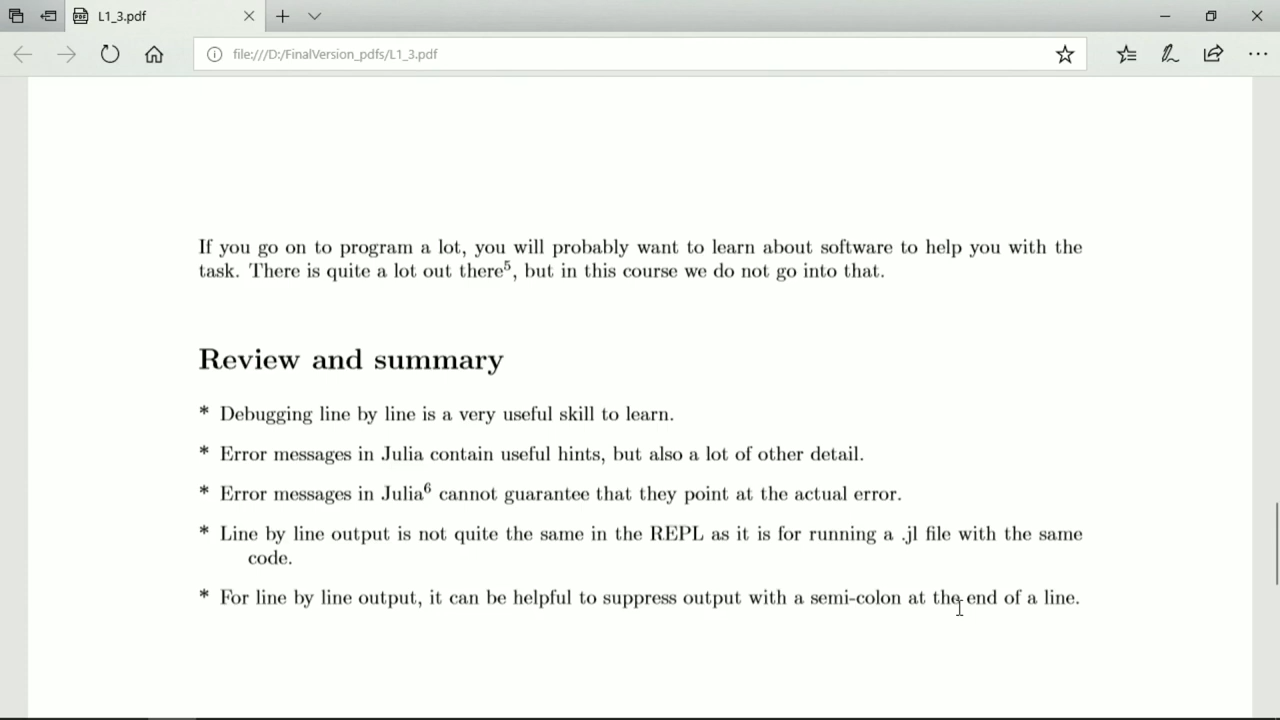 L1_3.pdf
file:///D:/FinalVersion_pdfs/L1_3.pdf
If you go on to program a lot, you will probably want to learn about software to help you with the
task. There is quite a lot out there5, but in this course we do not go into that.
Review and summary
* Debugging line by line is a very useful skill to learn.
* Error messages in Julia contain useful hints, but also a lot of other detail.
* Error messages in Julia6 cannot guarantee that they point at the actual error.
* Line by line output is not quite the same in the REPL as it is for running a .jl file with the same
code.
* For line by line output, it can be helpful to suppress output with a semi-colon at the end of a line.